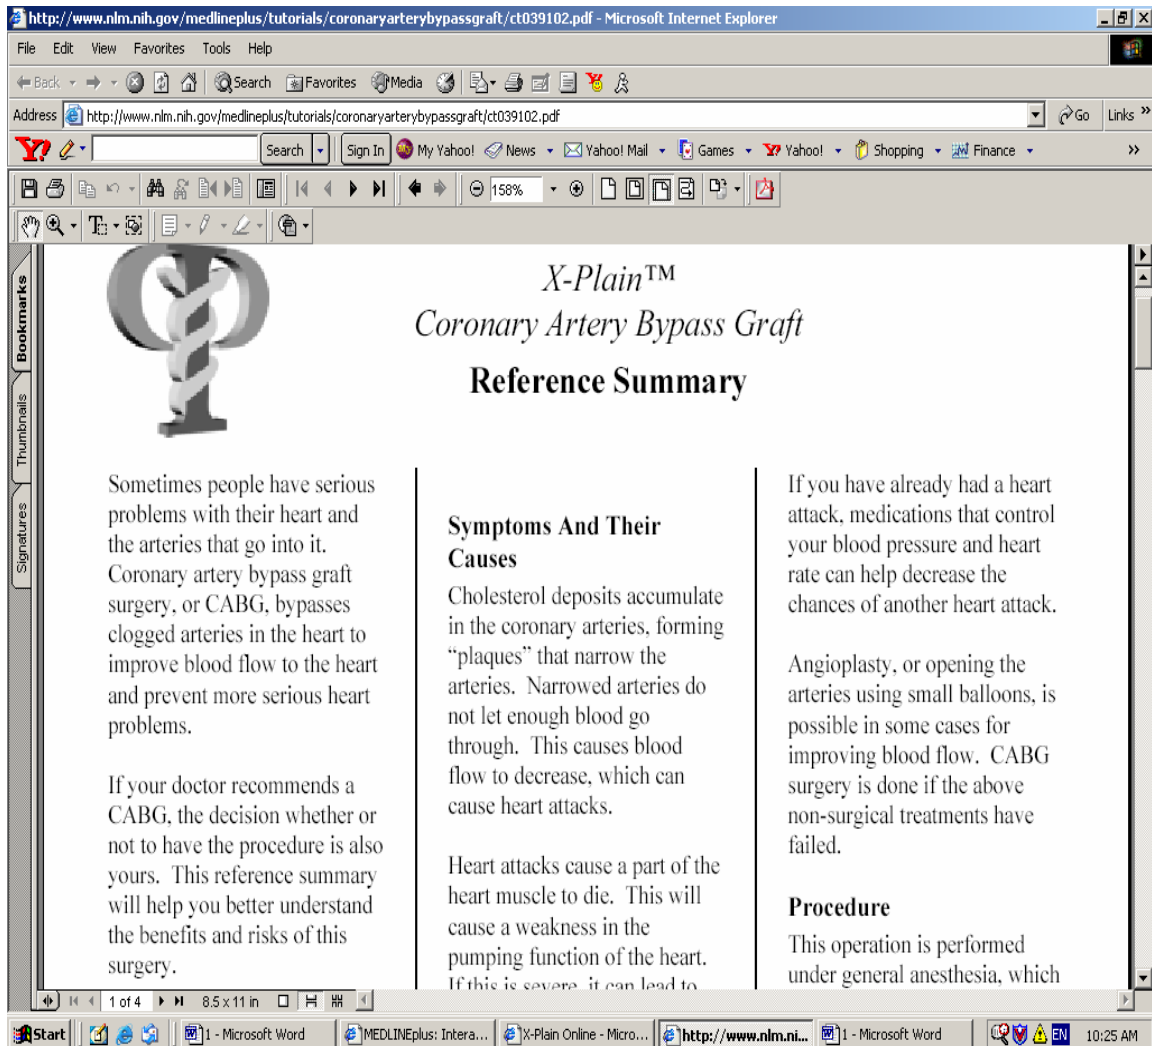 http://www.nlm.nih.gov/medlineplus/tutorials/coronaryarterybypassgraft/ct039102.pdf - Microsoft Internet Explorer
File Edit View Favorites Tools Help
Back Search Favorites Media
Address http://www.nlm.nih.gov/medlineplus/tutorials/coronaryarterybypassgraft/ct039102.pdf Go Links »
Y! Search Sign In My Yahoo! News Yahoo! Mail Games Yahoo! Shopping Finance »
158%
Bookmarks
Thumbnails
Signatures
X-Plain™
Coronary Artery Bypass Graft
Reference Summary
Sometimes people have serious
problems with their heart and
the arteries that go into it.
Coronary artery bypass graft
surgery, or CABG, bypasses
clogged arteries in the heart to
improve blood flow to the heart
and prevent more serious heart
problems.
If your doctor recommends a
CABG, the decision whether or
not to have the procedure is also
yours. This reference summary
will help you better understand
the benefits and risks of this
surgery.
Symptoms And Their
Causes
Cholesterol deposits accumulate
in the coronary arteries, forming
“plaques” that narrow the
arteries. Narrowed arteries do
not let enough blood go
through. This causes blood
flow to decrease, which can
cause heart attacks.
Heart attacks cause a part of the
heart muscle to die. This will
cause a weakness in the
pumping function of the heart.
If this is severe, it can lead to
If you have already had a heart
attack, medications that control
your blood pressure and heart
rate can help decrease the
chances of another heart attack.
Angioplasty, or opening the
arteries using small balloons, is
possible in some cases for
improving blood flow. CABG
surgery is done if the above
non-surgical treatments have
failed.
Procedure
This operation is performed
under general anesthesia, which
1 of 4 8.5 x 11 in
Start 1 - Microsoft Word MEDLINEplus: Intera... X-Plain Online - Micro... http://www.nlm.ni... 1 - Microsoft Word EN 10:25 AM